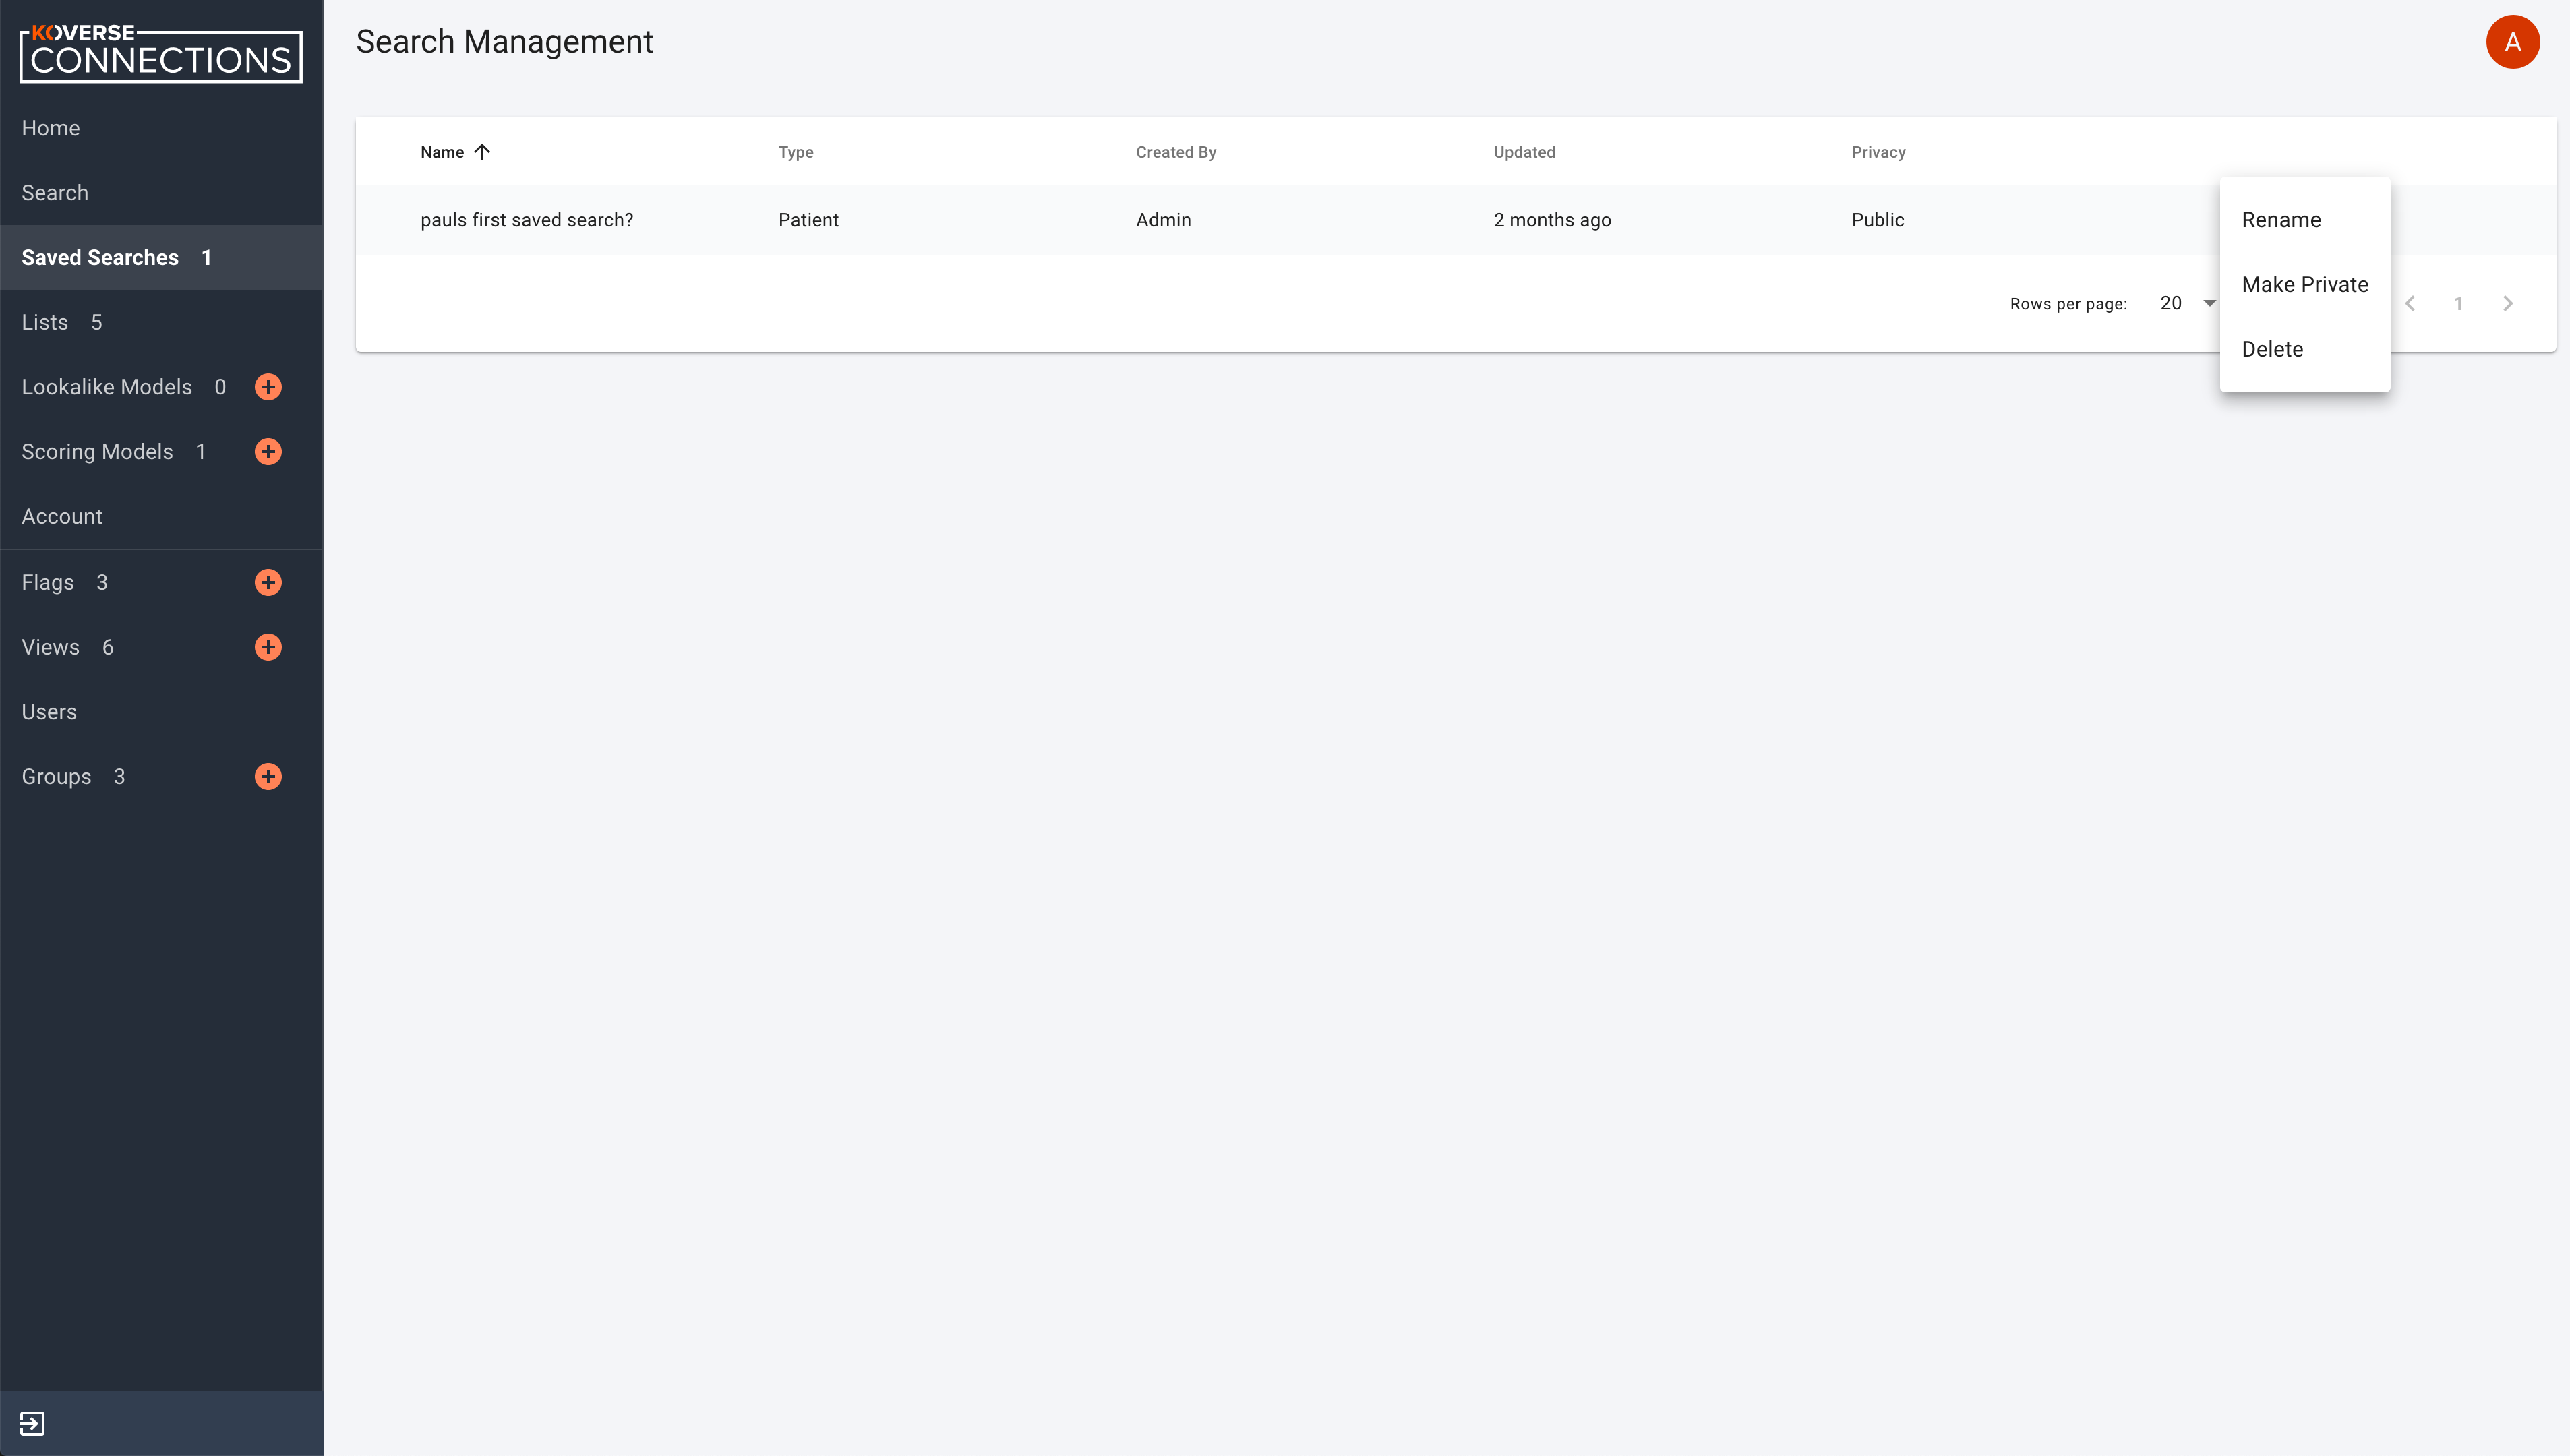 KOVERSE
CONNECTIONS
Home
Search
Saved Searches 1
Lists 5
Lookalike Models 0
Scoring Models 1
Account
Flags 3
Views 6
Users
Groups 3
Search Management
A
Name Type Created By Updated Privacy
pauls first saved search? Patient Admin 2 months ago Public
Rows per page: 20 1
Rename
Make Private
Delete